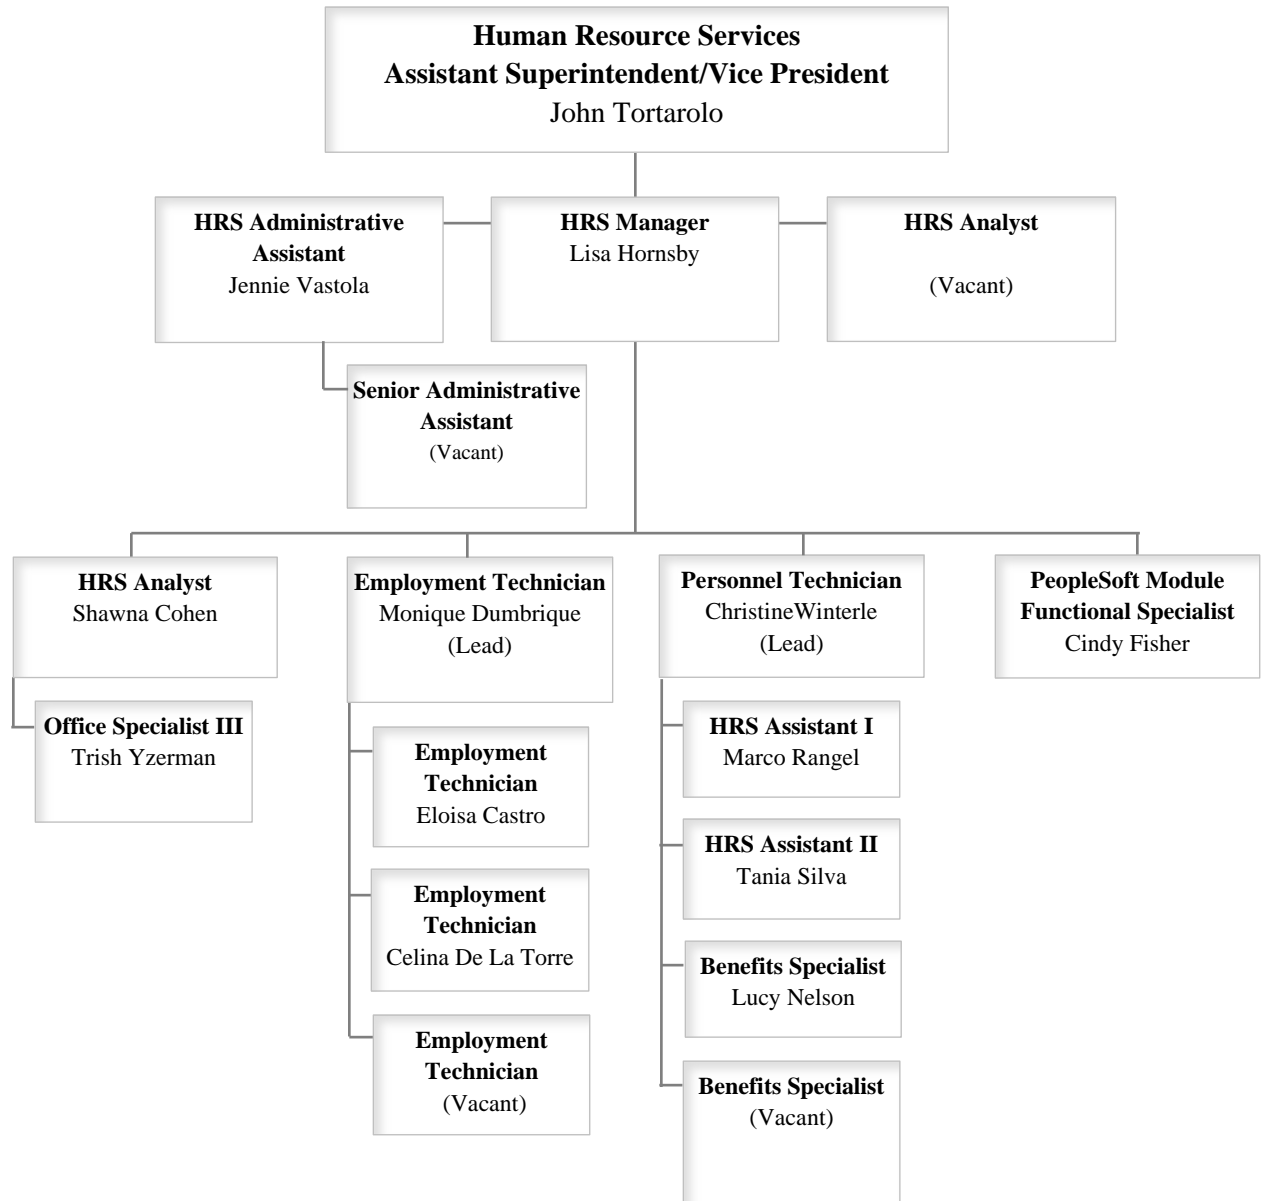 Human Resource Services
Assistant Superintendent/Vice President
John Tortarolo
HRS Administrative
Assistant
Jennie Vastola
HRS Manager
Lisa Hornsby
HRS Analyst
(Vacant)
Senior Administrative
Assistant
(Vacant)
HRS Analyst
Shawna Cohen
Office Specialist III
Trish Yzerman
Employment Technician
Monique Dumbrique
(Lead)
Employment
Technician
Eloisa Castro
Employment
Technician
Celina De La Torre
Employment
Technician
(Vacant)
Personnel Technician
ChristineWinterle
(Lead)
HRS Assistant I
Marco Rangel
HRS Assistant II
Tania Silva
Benefits Specialist
Lucy Nelson
Benefits Specialist
(Vacant)
PeopleSoft Module
Functional Specialist
Cindy Fisher